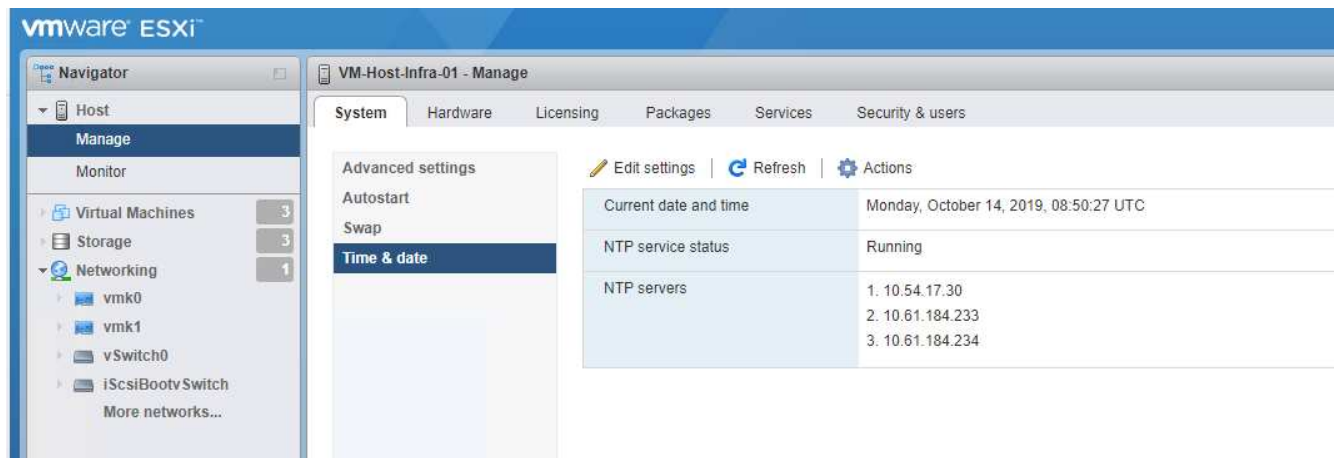 vmware ESXi™
Navigator
VM-Host-Infra-01 - Manage
Host
Manage
Monitor
Virtual Machines 3
Storage 3
Networking 1
vmk0
vmk1
vSwitch0
iScsiBootvSwitch
More networks...
System Hardware Licensing Packages Services Security & users
Advanced settings
Autostart
Swap
Time & date
Edit settings | Refresh | Actions
Current date and time Monday, October 14, 2019, 08:50:27 UTC
NTP service status Running
NTP servers 1. 10.54.17.30
2. 10.61.184.233
3. 10.61.184.234